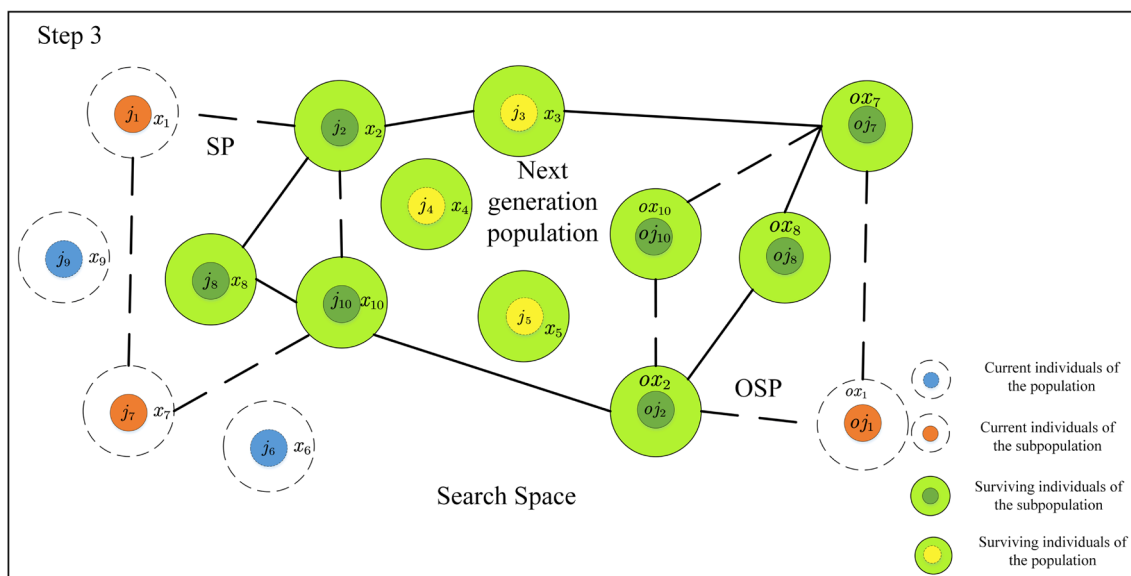 Step 3
j₁ x₁
SP
j₂ x₂
j₃ x₃
ox₇
oj₇
Next
generation
population
j₄ x₄
ox₁₀
oj₁₀
ox₈
oj₈
j₉ x₉
j₈ x₈
j₁₀ x₁₀
j₅ x₅
j₇ x₇
j₆ x₆
ox₂
oj₂
OSP
ox₁
oj₁
Search Space
Current individuals of
the population
Current individuals of
the subpopulation
Surviving individuals of
the subpopulation
Surviving individuals of
the population